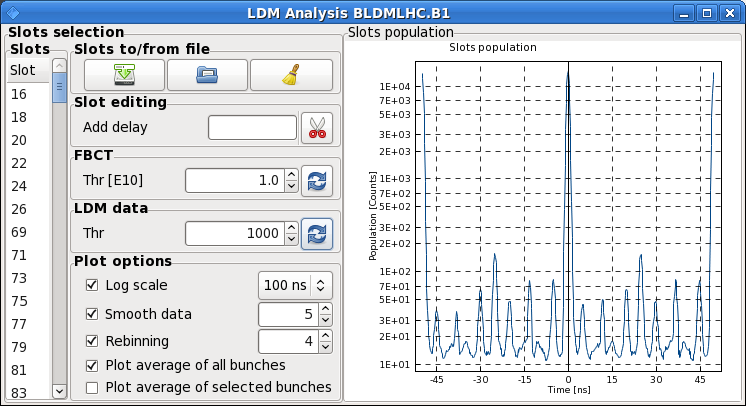 LDM Analysis BLDMLHC.B1
Slots selection
Slots
Slot
16
18
20
22
24
26
69
71
73
75
77
79
81
83
Slots to/from file
Slot editing
Add delay
FBCT
Thr [E10] 1.0
LDM data
Thr 1000
Plot options
Log scale 100 ns
Smooth data 5
Rebinning 4
Plot average of all bunches
Plot average of selected bunches
Slots population
Slots population
Population [Counts]
1E+04
7E+03
5E+03
3E+03
2E+03
1E+03
7E+02
5E+02
3E+02
2E+02
1E+02
7E+01
5E+01
3E+01
2E+01
1E+01
-45 -30 -15 0 15 30 45
Time [ns]